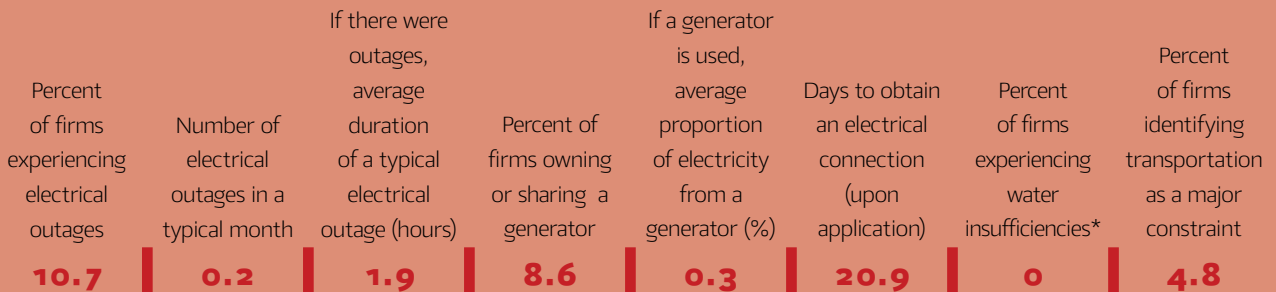 Percent
of firms
experiencing
electrical
outages
Number of
electrical
outages in a
typical month
If there were
outages,
average
duration
of a typical
electrical
outage (hours)
Percent of
firms owning
or sharing a
generator
If a generator
is used,
average
proportion
of electricity
from a
generator (%)
Days to obtain
an electrical
connection
(upon
application)
Percent
of firms
experiencing
water
insufficiencies*
Percent
of firms
identifying
transportation
as a major
constraint
10.7 0.2 1.9 8.6 0.3 20.9 0 4.8